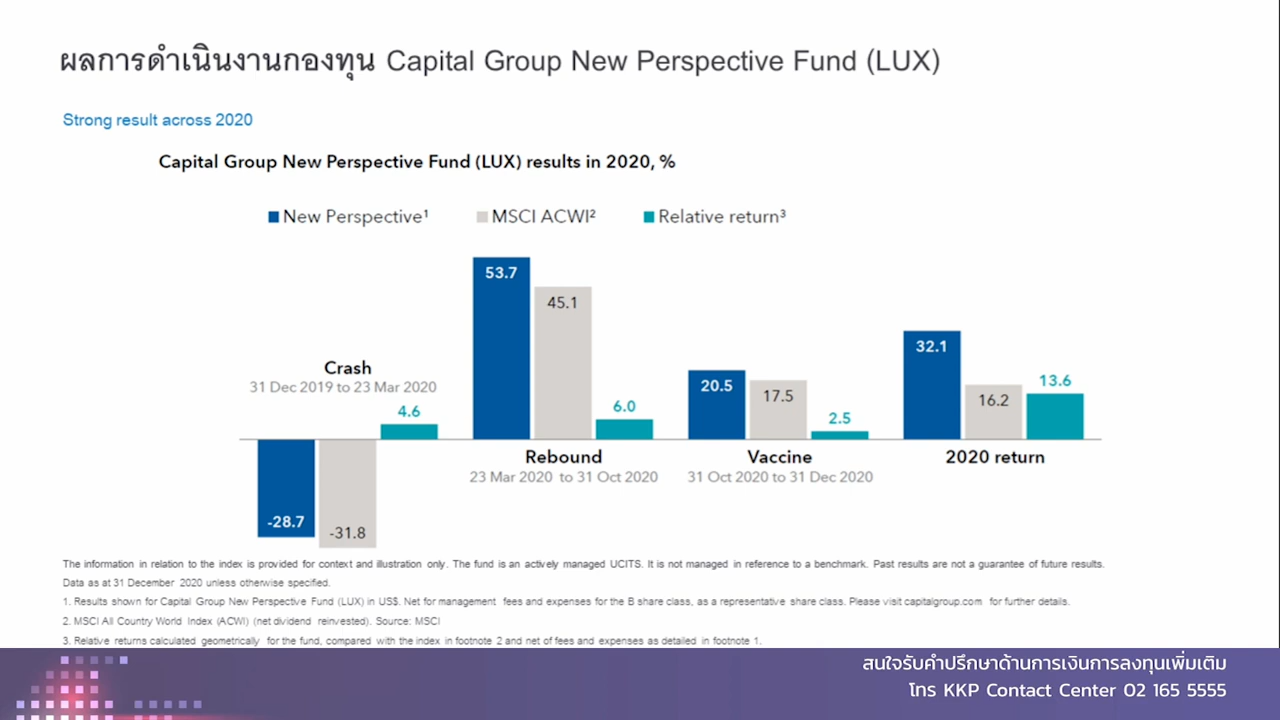 ผลการดำเนินงานกองทุน Capital Group New Perspective Fund (LUX)
Strong result across 2020
Capital Group New Perspective Fund (LUX) results in 2020, %
New Perspective¹ MSCI ACWI² Relative return³
Crash
31 Dec 2019 to 23 Mar 2020
-28.7
-31.8
4.6
53.7
45.1
6.0
Rebound
23 Mar 2020 to 31 Oct 2020
20.5
17.5
2.5
Vaccine
31 Oct 2020 to 31 Dec 2020
32.1
16.2
13.6
2020 return
The information in relation to the index is provided for context and illustration only. The fund is an actively managed UCITS. It is not managed in reference to a benchmark. Past results are not a guarantee of future results.
Data as at 31 December 2020 unless otherwise specified.
1. Results shown for Capital Group New Perspective Fund (LUX) in US$. Net for management fees and expenses for the B share class, as a representative share class. Please visit capitalgroup.com for further details.
2. MSCI All Country World Index (ACWI) (net dividend reinvested). Source: MSCI
3. Relative returns calculated geometrically for the fund, compared with the index in footnote 2 and net of fees and expenses as detailed in footnote 1.
สนใจรับคำปรึกษาด้านการเงินการลงทุนเพิ่มเติม
โทร KKP Contact Center 02 165 5555